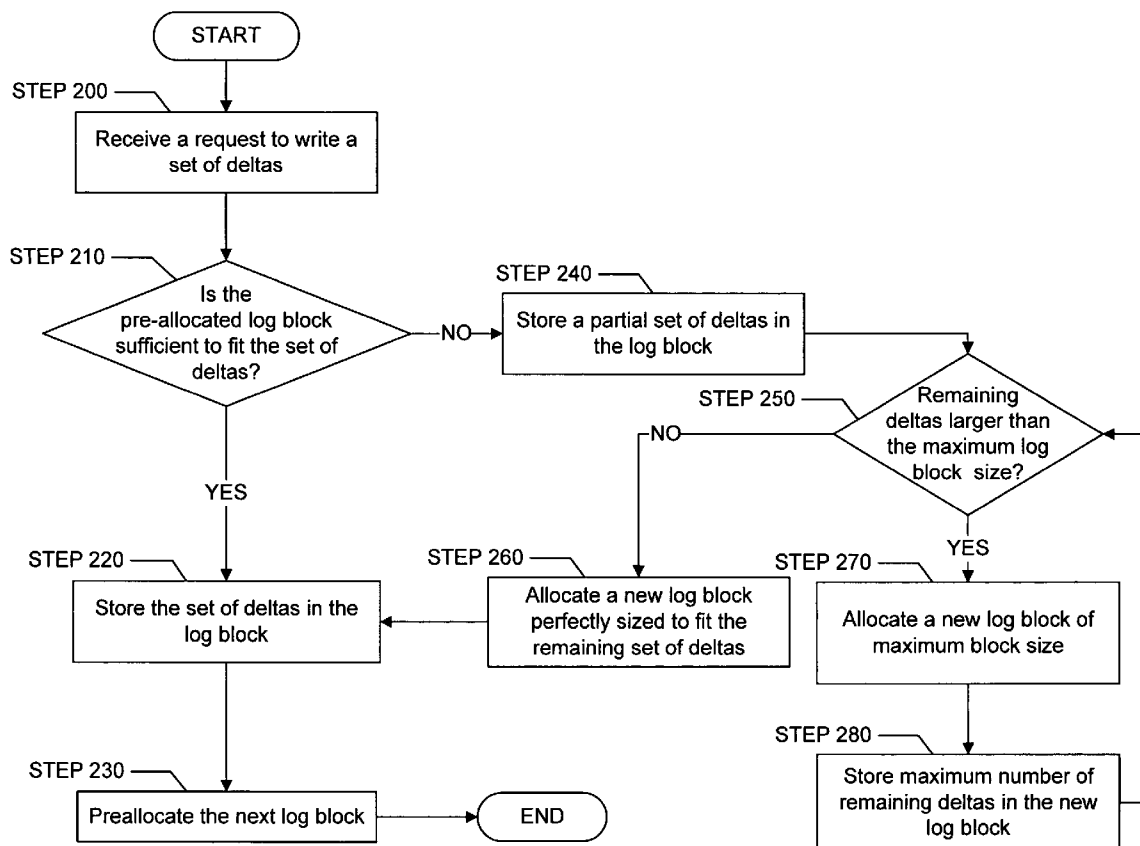 START
STEP 200
Receive a request to write a
set of deltas
STEP 210
Is the
pre-allocated log block
sufficient to fit the set of
deltas?
NO
STEP 240
Store a partial set of deltas in
the log block
STEP 250
Remaining
deltas larger than
the maximum log
block size?
NO
YES
YES
STEP 220
Store the set of deltas in the
log block
STEP 260
Allocate a new log block
perfectly sized to fit the
remaining set of deltas
STEP 270
Allocate a new log block of
maximum block size
STEP 280
Store maximum number of
remaining deltas in the new
log block
STEP 230
Preallocate the next log block
END